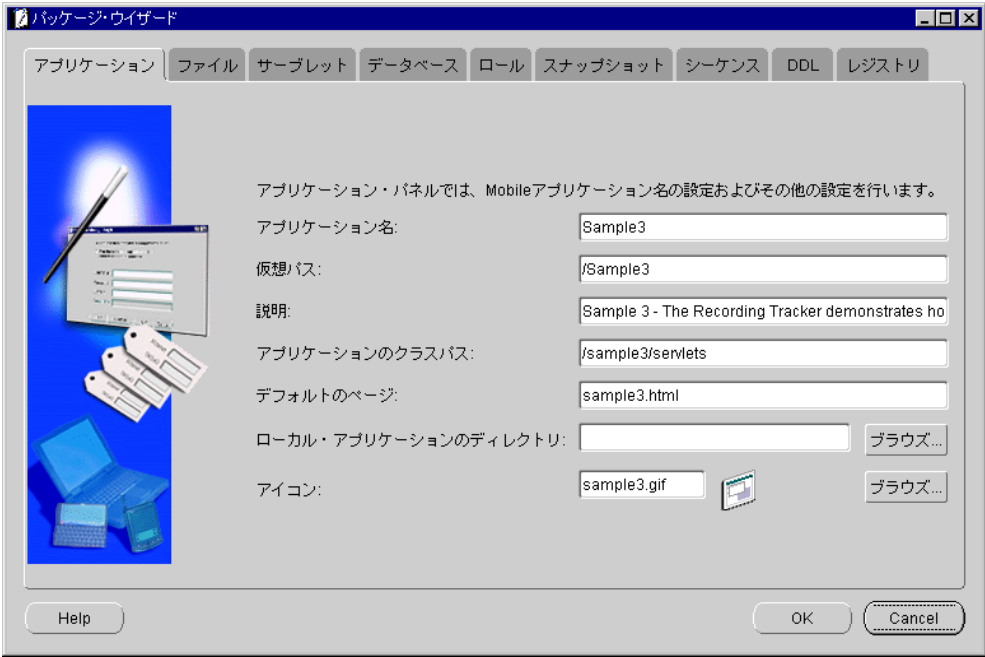 パッケージ・ウィザード
アプリケーション ファイル サーブレット データベース ロール スナップショット シーケンス DDL レジストリ
アプリケーション・パネルでは、Mobileアプリケーション名の設定およびその他の設定を行います。
アプリケーション名: Sample3
仮想パス: /Sample3
説明: Sample 3 - The Recording Tracker demonstrates ho
アプリケーションのクラスパス: /sample3/servlets
デフォルトのページ: sample3.html
ローカル・アプリケーションのディレクトリ: ブラウズ...
アイコン: sample3.gif ブラウズ...
Help OK Cancel